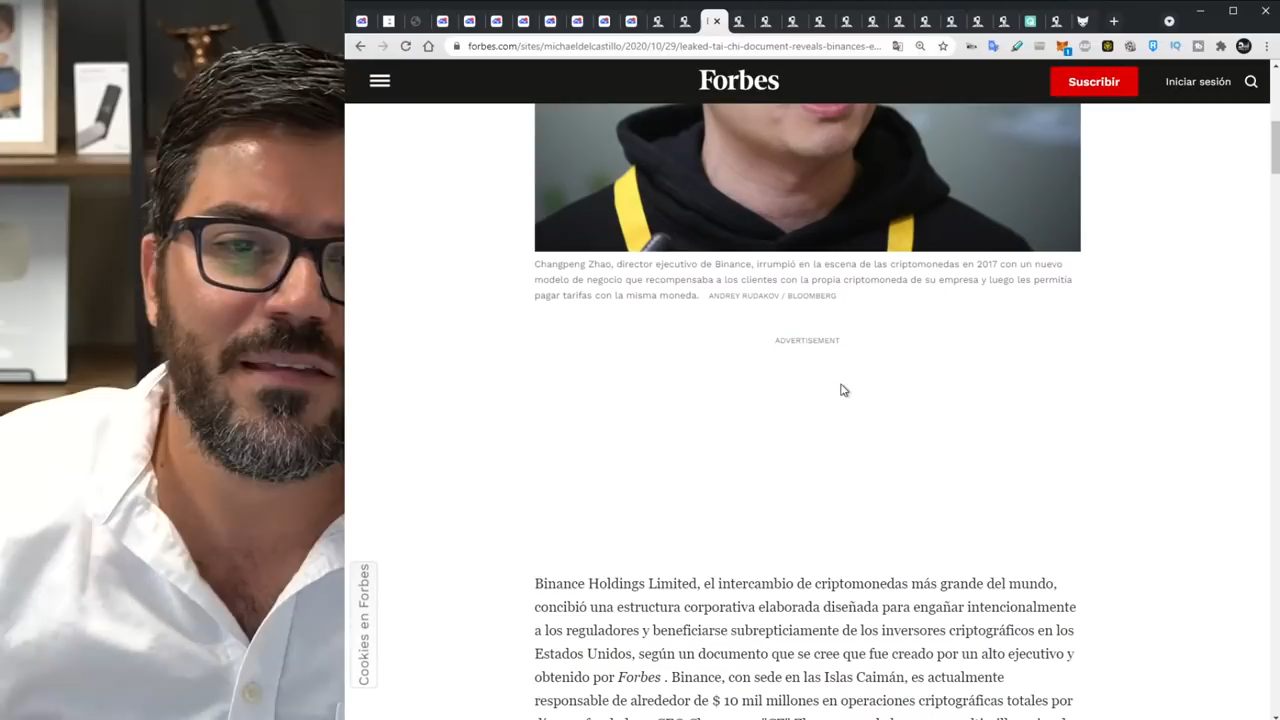 forbes.com/sites/michaeldelcastillo/2020/10/29/leaked-tai-chi-document-reveals-binances-e...
Forbes
Suscribir
Iniciar sesión
Changpeng Zhao, director ejecutivo de Binance, irrumpió en la escena de las criptomonedas en 2017 con un nuevo
modelo de negocio que recompensaba a los clientes con la propia criptomoneda de su empresa y luego les permitía
pagar tarifas con la misma moneda. ANDREY RUDAKOV / BLOOMBERG
ADVERTISEMENT
Cookies en Forbes
Binance Holdings Limited, el intercambio de criptomonedas más grande del mundo,
concibió una estructura corporativa elaborada diseñada para engañar intencionalmente
a los reguladores y beneficiarse subrepticiamente de los inversores criptográficos en los
Estados Unidos, según un documento que se cree que fue creado por un alto ejecutivo y
obtenido por Forbes . Binance, con sede en las Islas Caimán, es actualmente
responsable de alrededor de $ 10 mil millones en operaciones criptográficas totales por